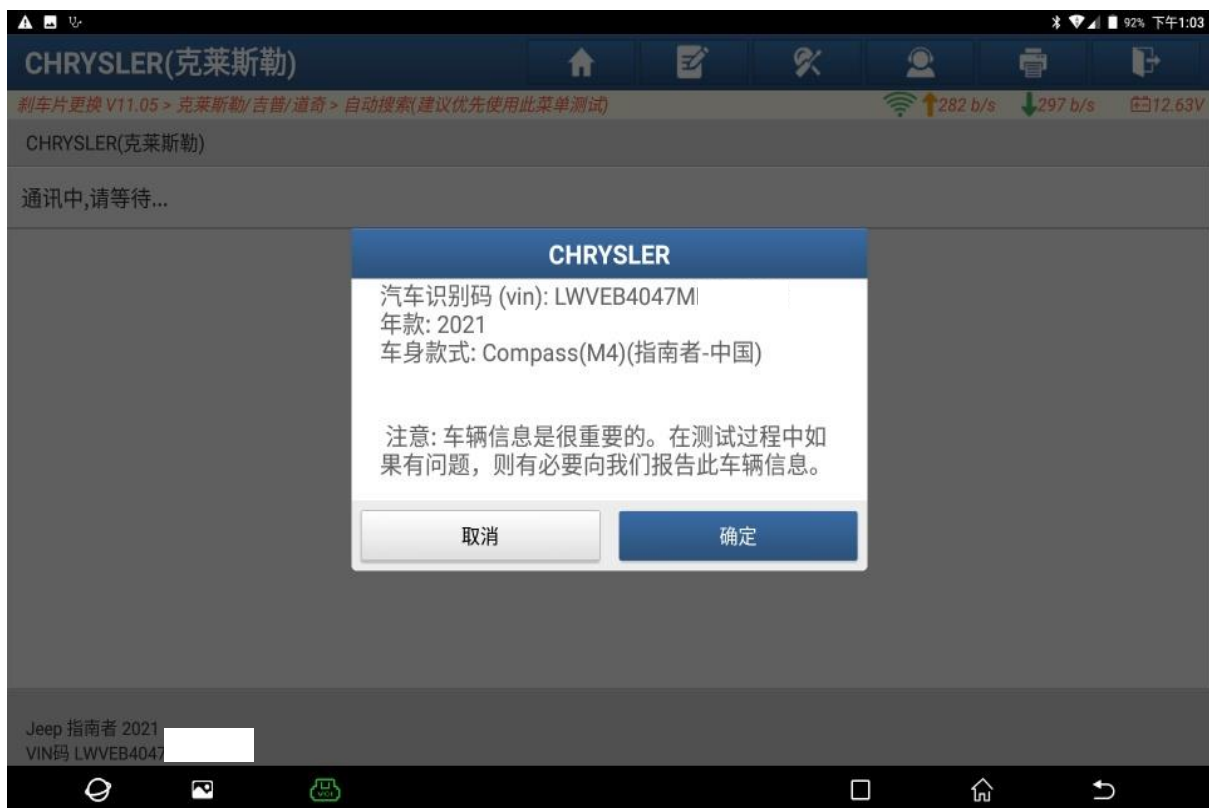 92% 下午1:03
CHRYSLER(克莱斯勒)
刹车片更换 V11.05 > 克莱斯勒/吉普/道奇 > 自动搜索(建议优先使用此菜单测试)
282 b/s 297 b/s 12.63V
CHRYSLER(克莱斯勒)
通讯中,请等待...
CHRYSLER
汽车识别码 (vin): LWVEB4047M
年款: 2021
车身款式: Compass(M4)(指南者-中国)
注意: 车辆信息是很重要的。在测试过程中如
果有问题，则有必要向我们报告此车辆信息。
取消 确定
Jeep 指南者 2021
VIN码 LWVEB4047
VCI